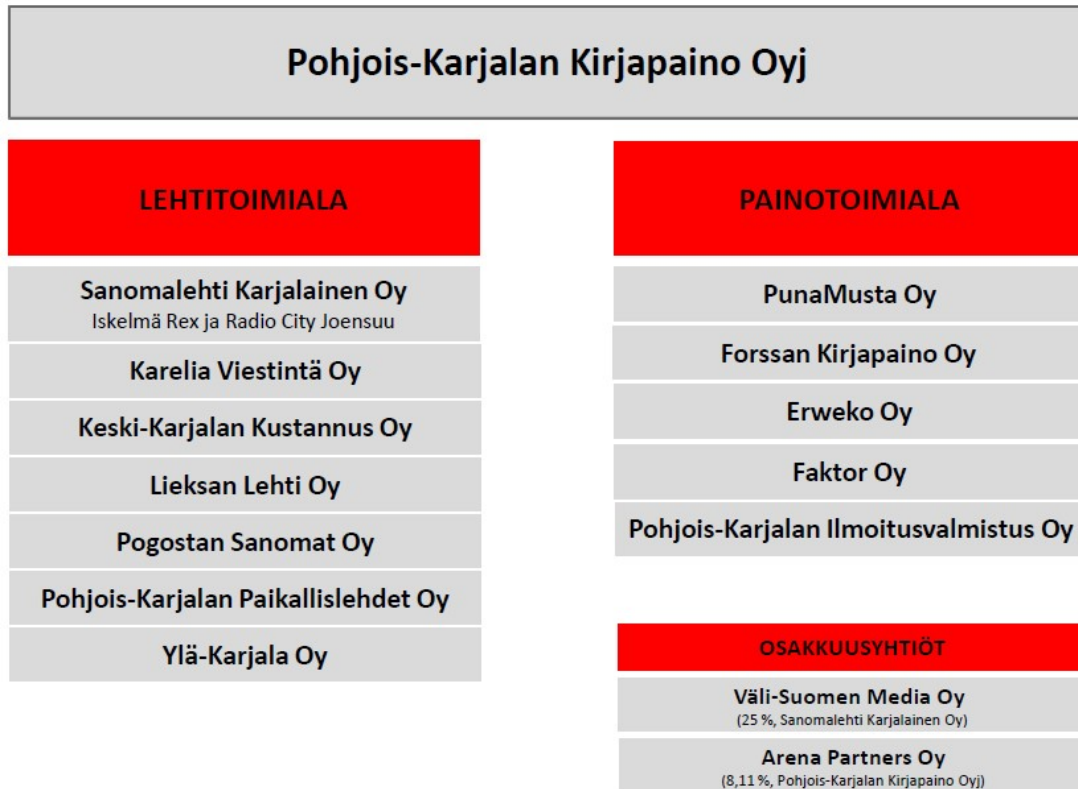 Pohjois-Karjalan Kirjapaino Oyj
LEHTITOIMIALA
Sanomalehti Karjalainen Oy
Iskelmä Rex ja Radio City Joensuu
Karelia Viestintä Oy
Keski-Karjalan Kustannus Oy
Lieksan Lehti Oy
Pogostan Sanomat Oy
Pohjois-Karjalan Paikallislehdet Oy
Ylä-Karjala Oy
PAINOTOIMIALA
PunaMusta Oy
Forssan Kirjapaino Oy
Erweko Oy
Faktor Oy
Pohjois-Karjalan Ilmoitusvalmistus Oy
OSAKKUUSYHTIÖT
Väli-Suomen Media Oy
(25 %, Sanomalehti Karjalainen Oy)
Arena Partners Oy
(8,11 %, Pohjois-Karjalan Kirjapaino Oyj)